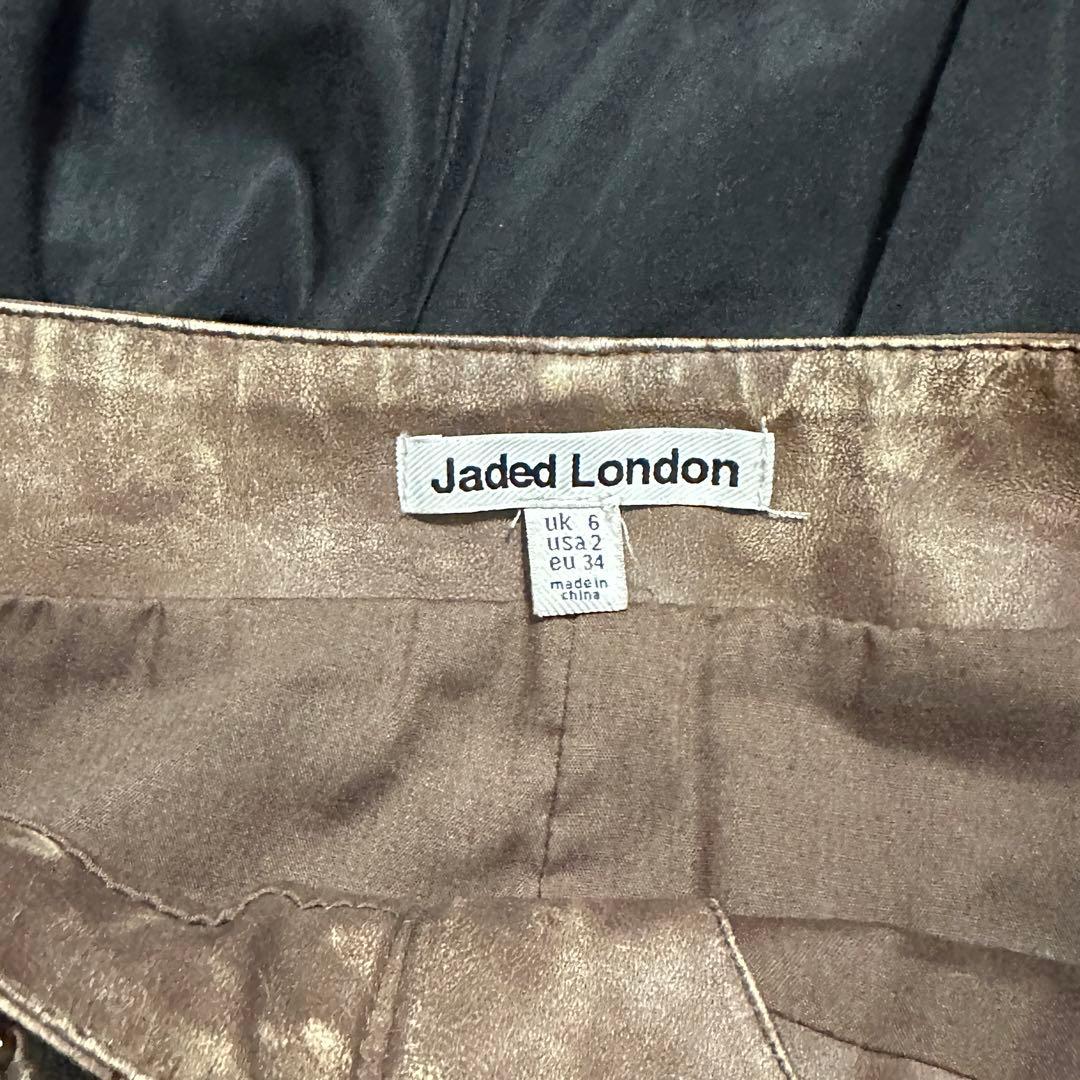 Jaded London
uk 6
usa 2
eu 34
made in
china